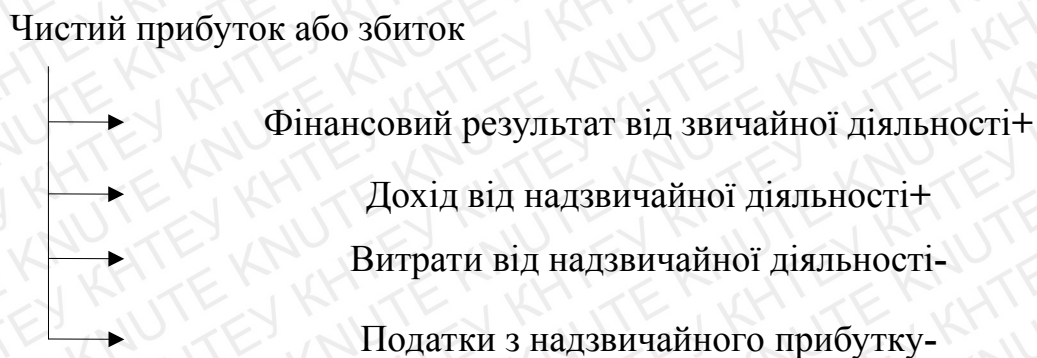 Чистий прибуток або збиток
Фінансовий результат від звичайної діяльності+
Дохід від надзвичайної діяльності+
Витрати від надзвичайної діяльності-
Податки з надзвичайного прибутку-